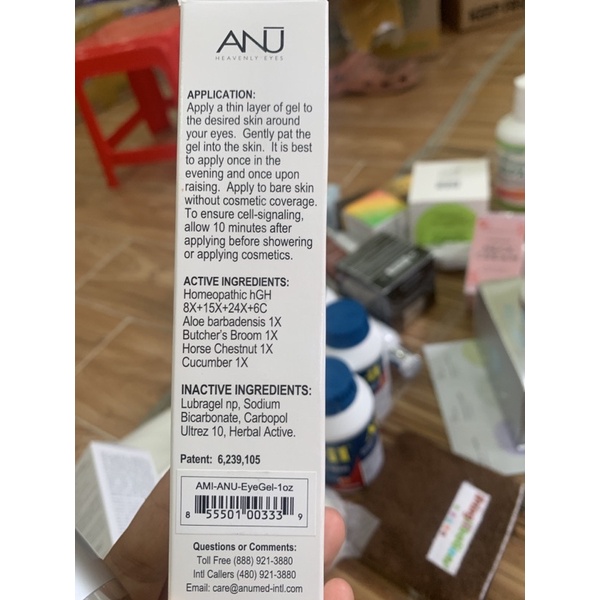 ANŪ
HEAVENLY EYES
APPLICATION:
Apply a thin layer of gel to
the desired skin around
your eyes. Gently pat the
gel into the skin. It is best
to apply once in the
evening and once upon
raising. Apply to bare skin
without cosmetic coverage.
To ensure cell-signaling,
allow 10 minutes after
applying before showering
or applying cosmetics.
ACTIVE INGREDIENTS:
Homeopathic hGH
8X+15X+24X+6C
Aloe barbadensis 1X
Butcher's Broom 1X
Horse Chestnut 1X
Cucumber 1X
INACTIVE INGREDIENTS:
Lubragel np, Sodium
Bicarbonate, Carbopol
Ultrez 10, Herbal Active.
Patent: 6,239,105
AMI-ANU-EyeGel-1oz
8 55501 00333 9
Questions or Comments:
Toll Free (888) 921-3880
Intl Callers (480) 921-3880
Email: care@anumed-intl.com